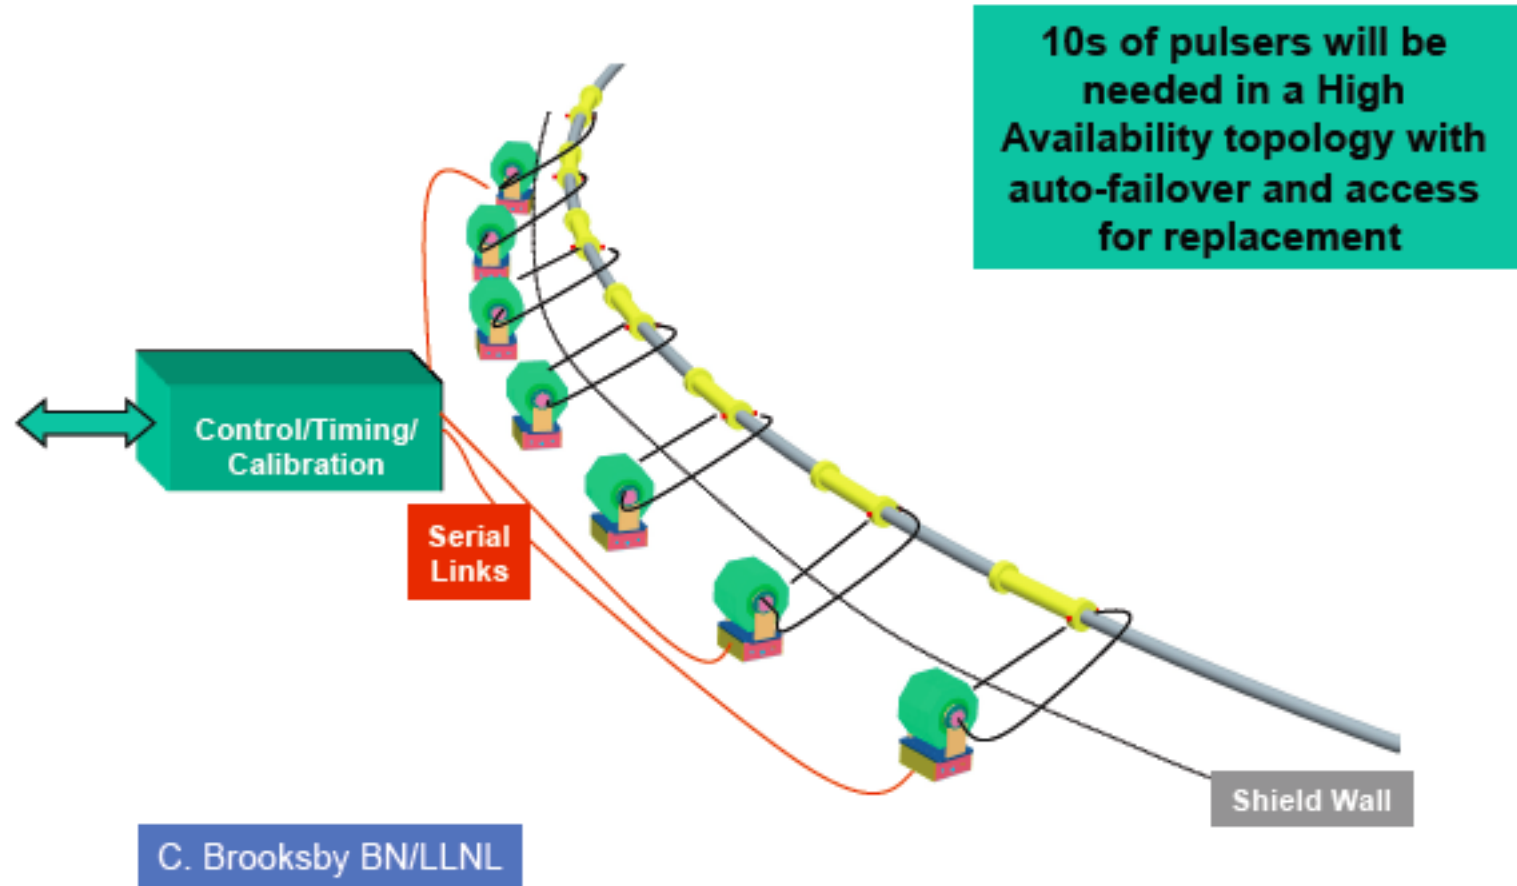 10s of pulsers will be
needed in a High
Availability topology with
auto-failover and access
for replacement
Control/Timing/
Calibration
Serial
Links
Shield Wall
C. Brooksby BN/LLNL